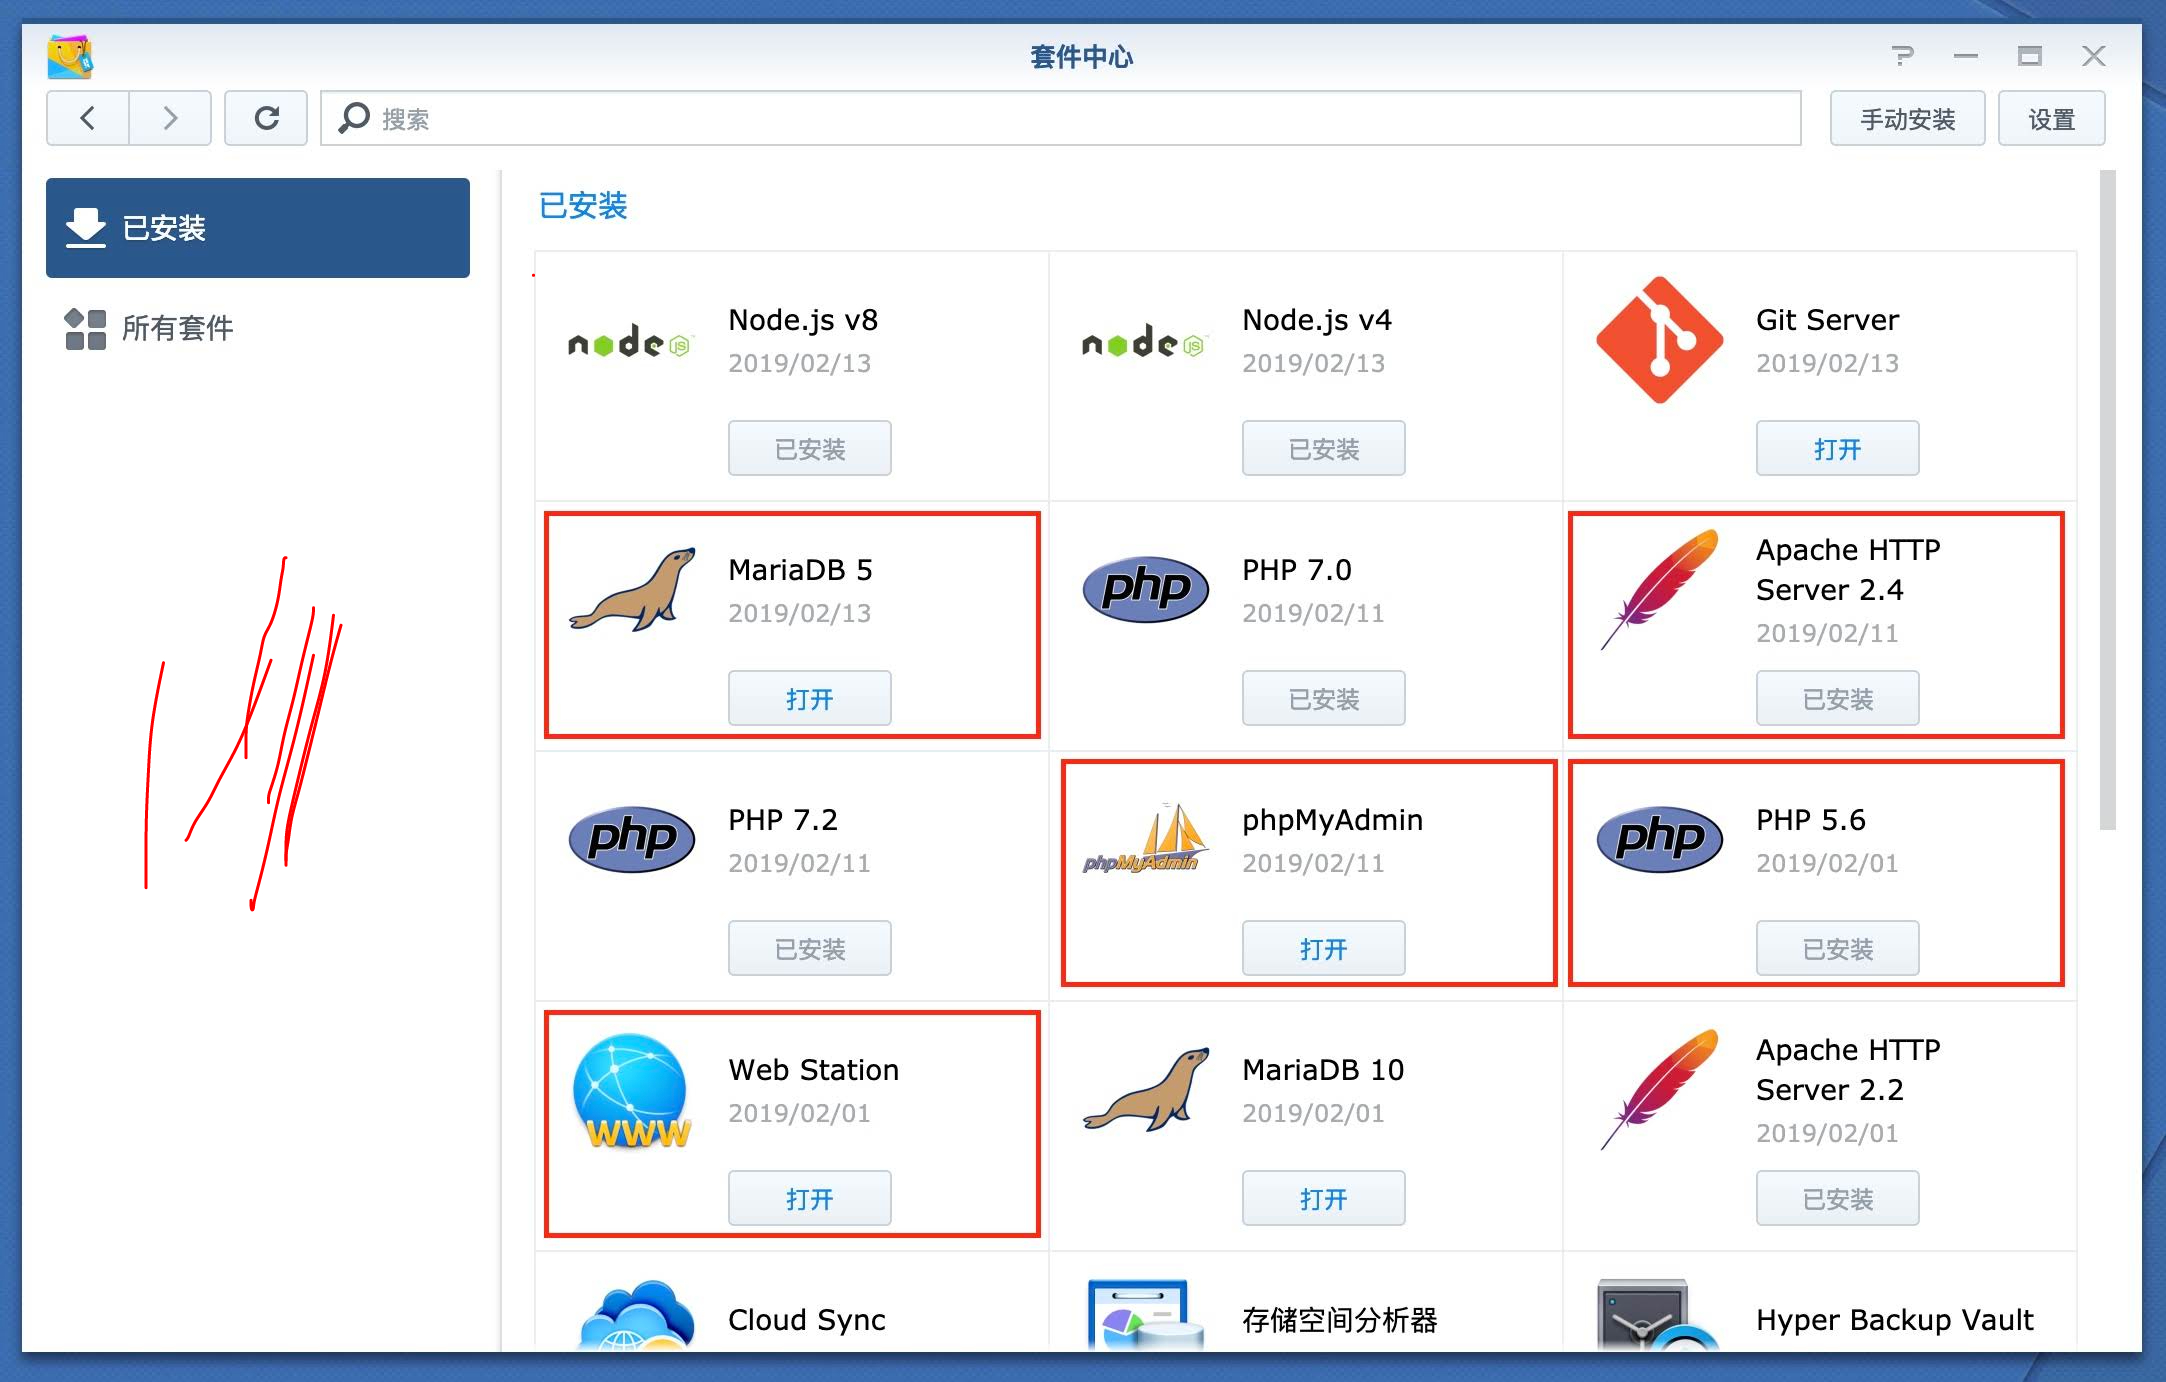 套件中心
搜索
手动安装
设置
已安装
所有套件
已安装
node JS
Node.js v8
2019/02/13
已安装
node JS
Node.js v4
2019/02/13
已安装
Git Server
2019/02/13
打开
MariaDB 5
2019/02/13
打开
php
PHP 7.0
2019/02/11
已安装
Apache HTTP
Server 2.4
2019/02/11
已安装
php
PHP 7.2
2019/02/11
已安装
phpMyAdmin
phpMyAdmin
2019/02/11
打开
php
PHP 5.6
2019/02/01
已安装
WWW
Web Station
2019/02/01
打开
MariaDB 10
2019/02/01
打开
Apache HTTP
Server 2.2
2019/02/01
已安装
Cloud Sync
存储空间分析器
Hyper Backup Vault